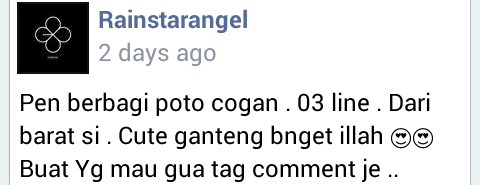 Rainstarangel
2 days ago
Pen berbagi poto cogan . 03 line . Dari
barat si . Cute ganteng bnget illah 😍😍
Buat Yg mau gua tag comment je ..